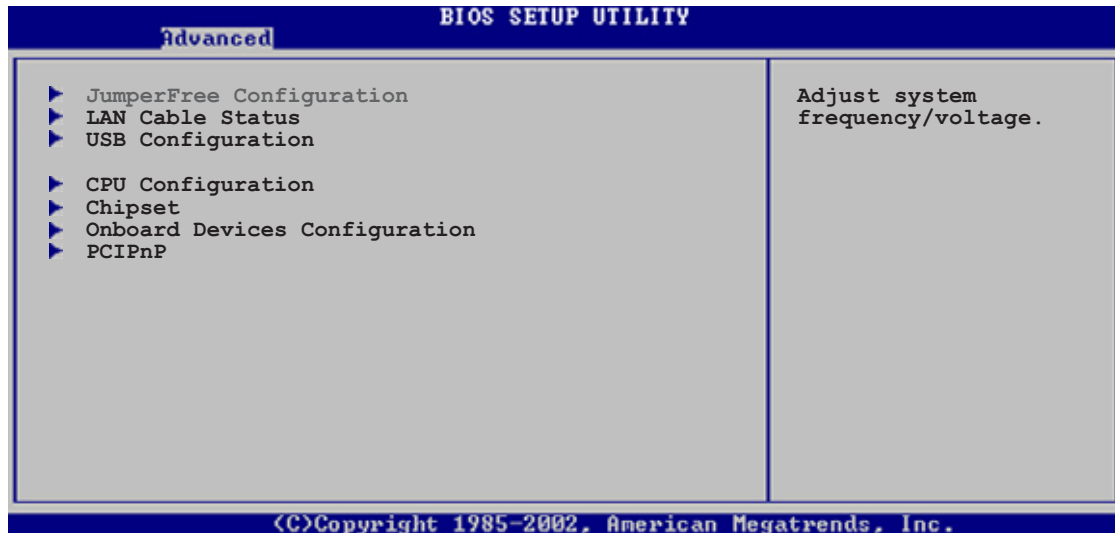 BIOS SETUP UTILITY
Advanced
JumperFree Configuration
LAN Cable Status
USB Configuration
CPU Configuration
Chipset
Onboard Devices Configuration
PCIPnP
Adjust system
frequency/voltage.
(C)Copyright 1985-2002, American Megatrends, Inc.